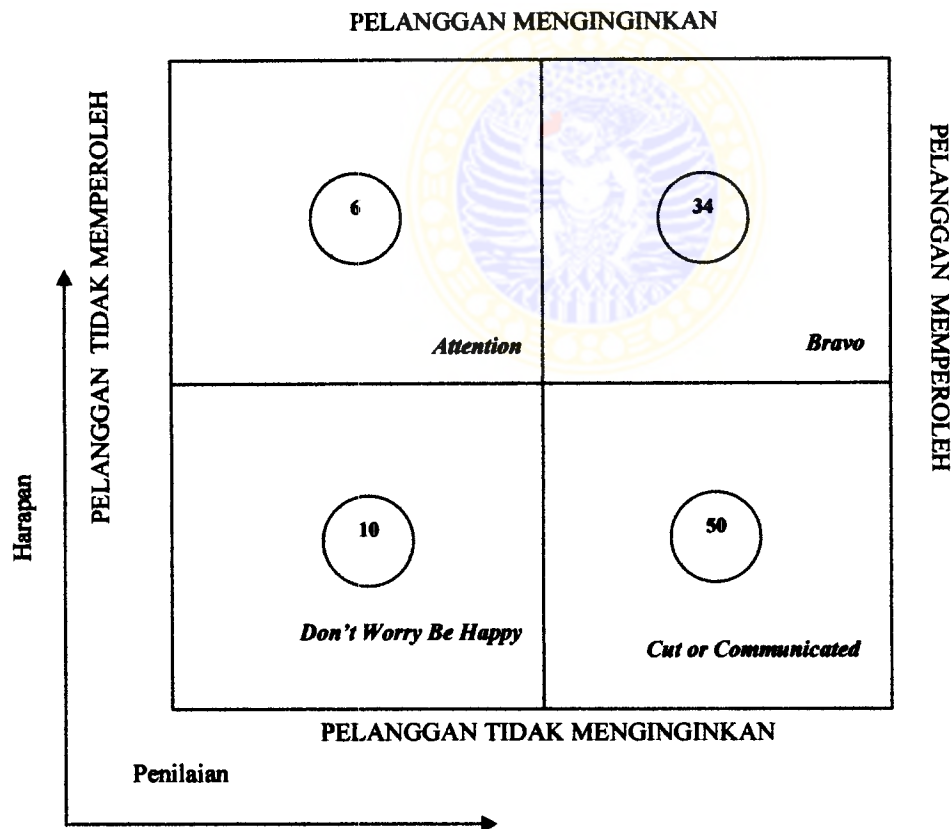 PELANGGAN MENGINGINKAN
PELANGGAN TIDAK MEMPEROLEH
PELANGGAN MEMPEROLEH
6
34
Attention
Bravo
Harapan
10
50
Don't Worry Be Happy
Cut or Communicated
PELANGGAN TIDAK MENGINGINKAN
Penilaian